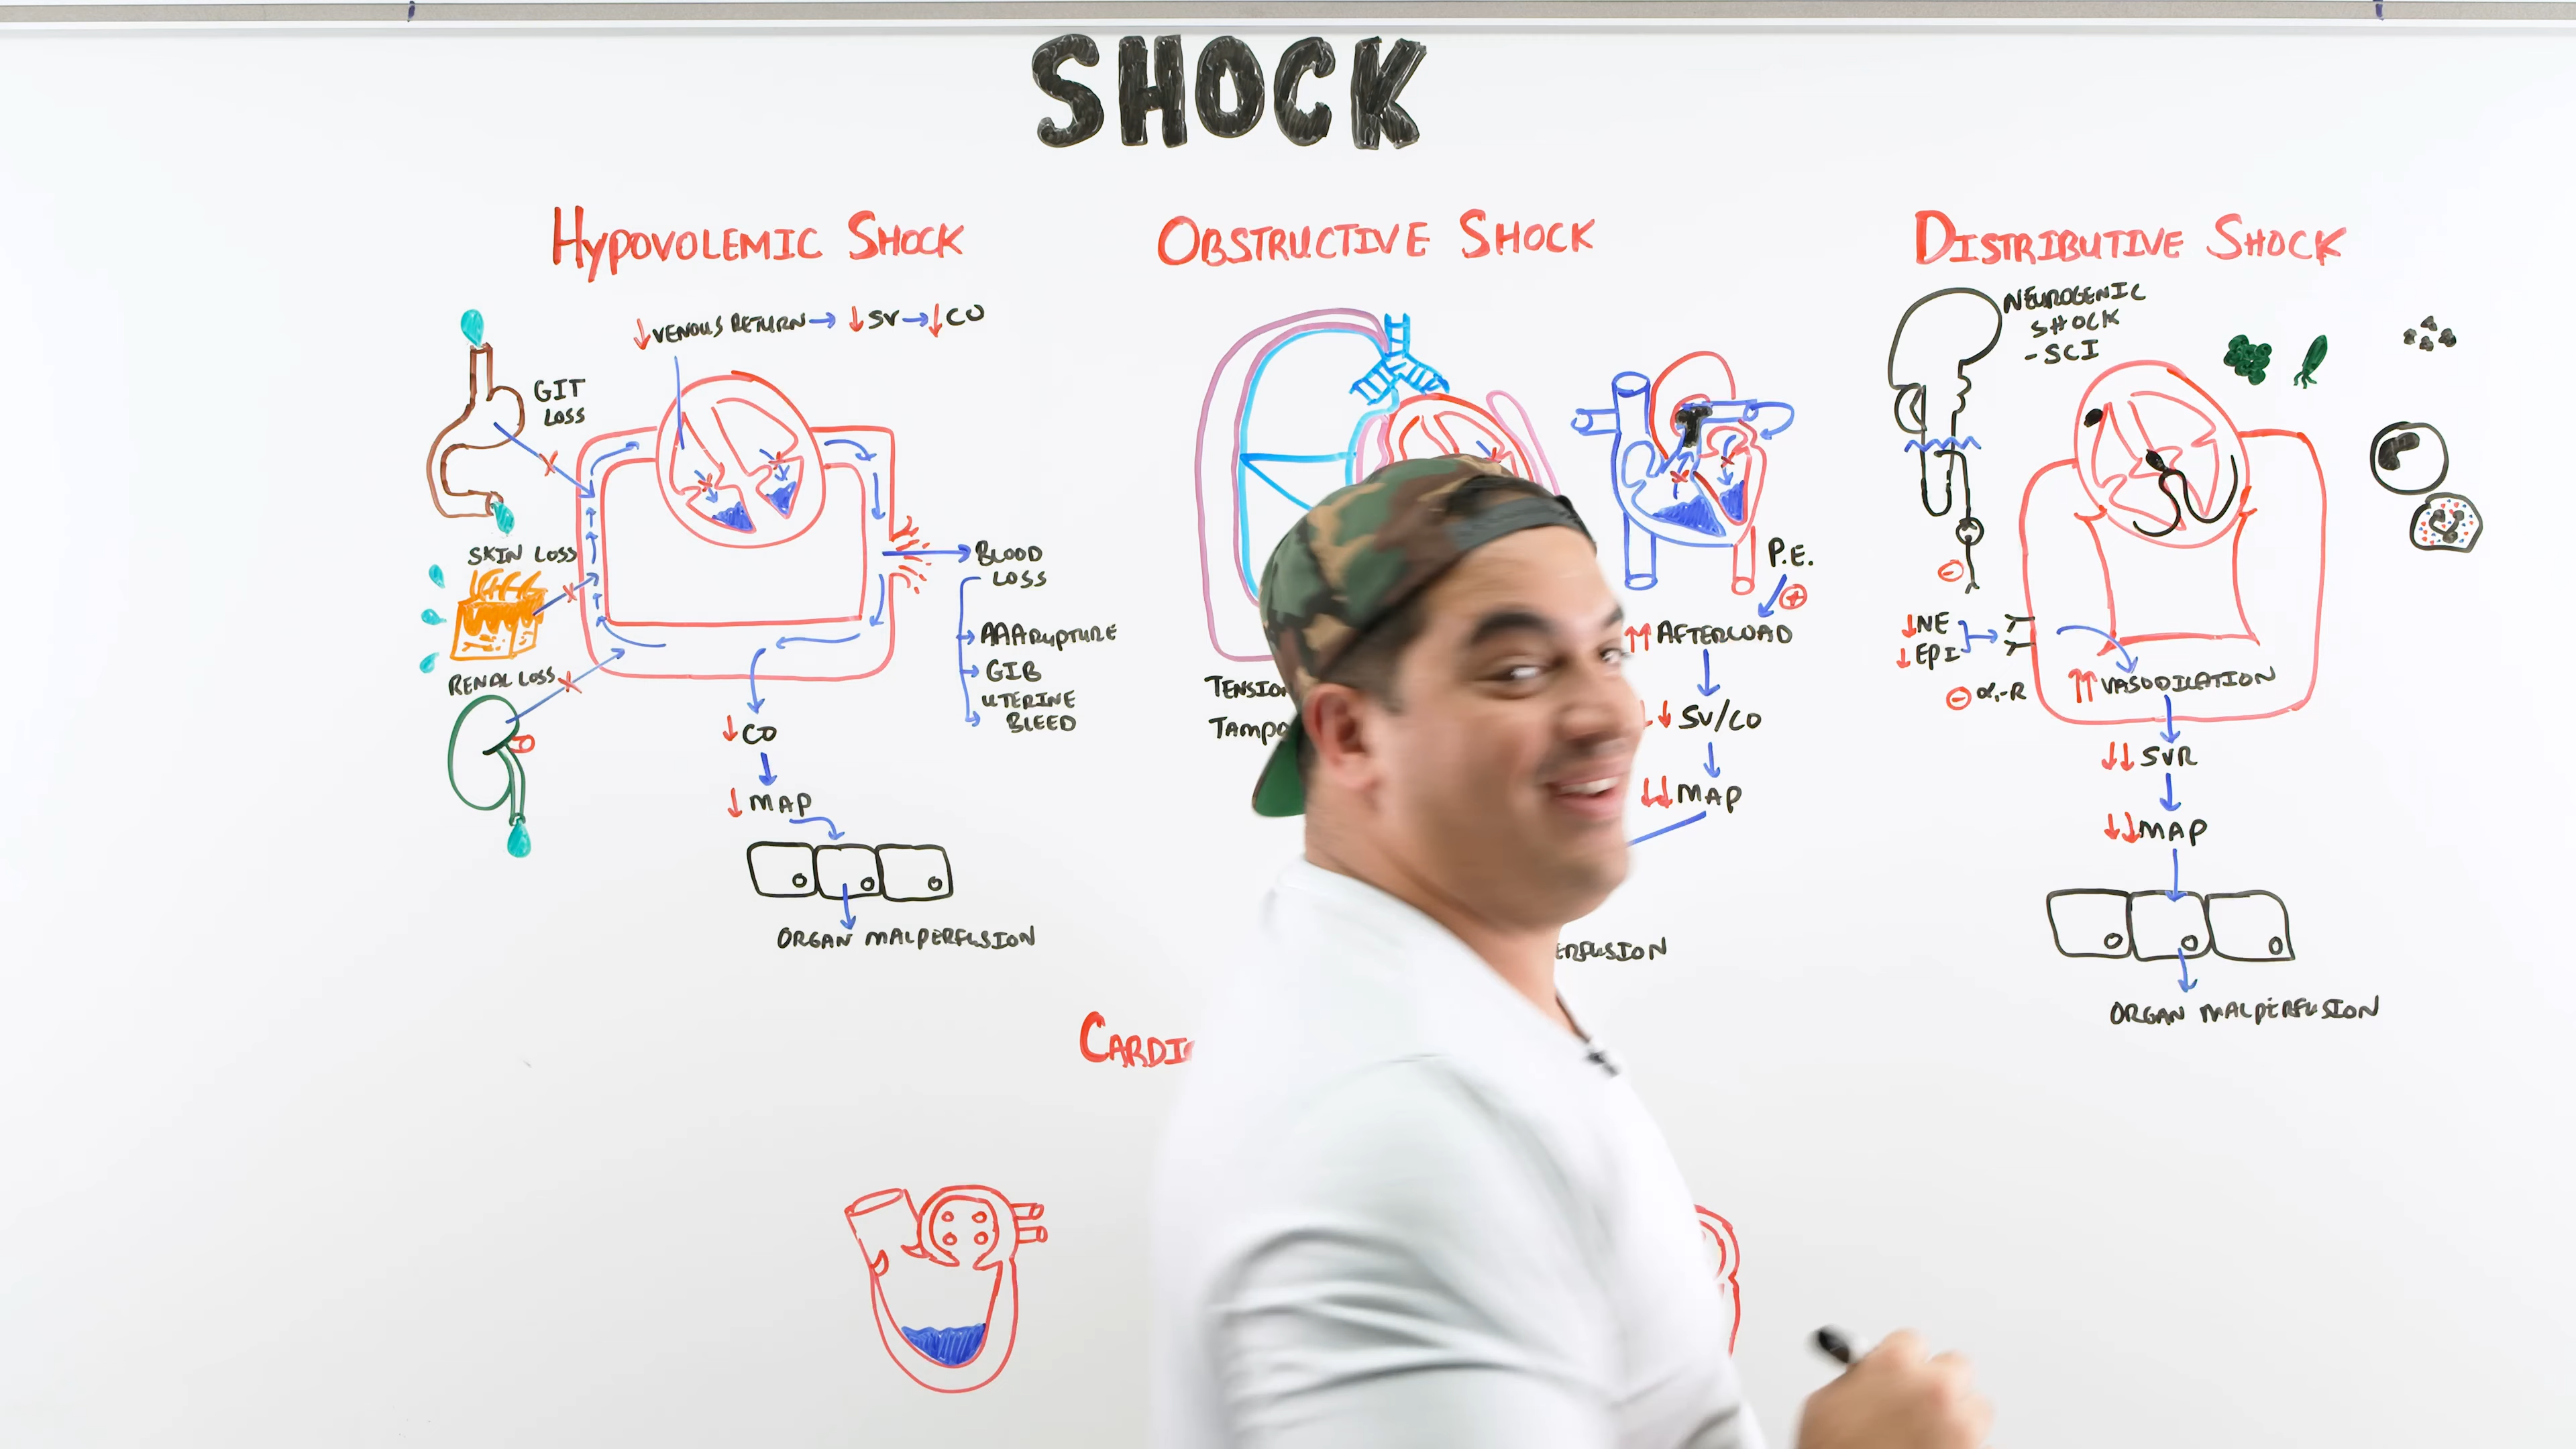 SHOCK
HYPOVOLEMIC SHOCK
↓VENOUS RETURN→ ↓SV→↓CO
GIT
LOSS
SKIN LOSS
RENAL LOSS
BLOOD
LOSS
→AAA RUPTURE
→GIB
→UTERINE
BLEED
↓CO
↓MAP
ORGAN MALPERFUSION
OBSTRUCTIVE SHOCK
TENSIO
TAMPO
P.E.
⊕
↑↑AFTERLOAD
↓SV/CO
↓↓MAP
ERFUSION
DISTRIBUTIVE SHOCK
NEUROGENIC
SHOCK
-SCI
⊖
↓NE
↓EPI
⊖ α₁-R
↑↑VASODILATION
↓↓ SVR
↓↓MAP
ORGAN MALPERFUSION
CARDI